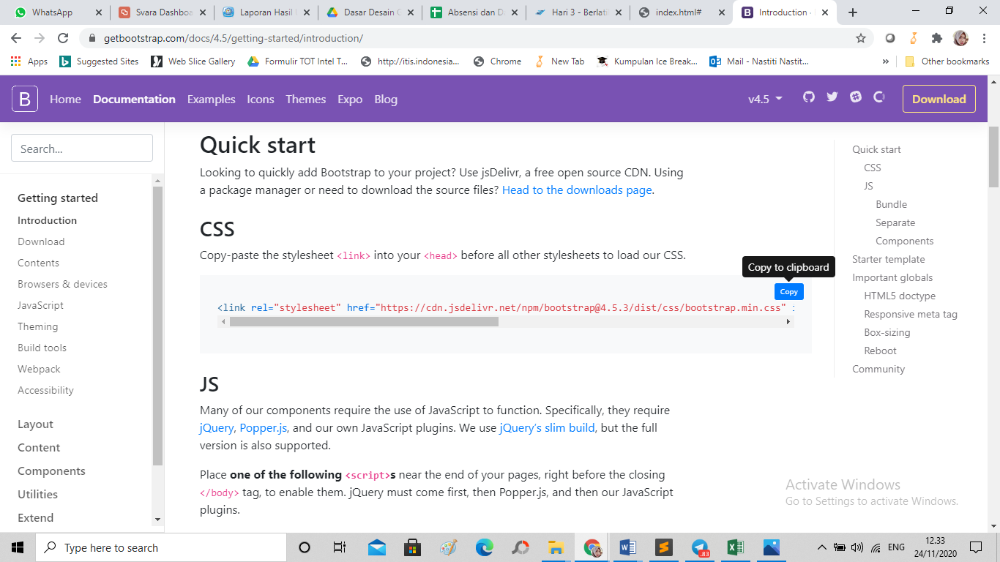 WhatsApp
Svara Dashboa
Laporan Hasil
Dasar Desain G
Absensi dan D
Hari 3 - Berlati
index.html#
Introduction ·
getbootstrap.com/docs/4.5/getting-started/introduction/
Apps
Suggested Sites
Web Slice Gallery
Formulir TOT Intel T...
http://itis.indonesia...
Chrome
New Tab
Kumpulan Ice Break...
Mail - Nastiti Nastit...
»
Other bookmarks
B
Home
Documentation
Examples
Icons
Themes
Expo
Blog
v4.5
Download
Search...
Getting started
Introduction
Download
Contents
Browsers & devices
JavaScript
Theming
Build tools
Webpack
Accessibility
Layout
Content
Components
Utilities
Extend
Quick start
Looking to quickly add Bootstrap to your project? Use jsDelivr, a free open source CDN. Using
a package manager or need to download the source files? Head to the downloads page.
CSS
Copy-paste the stylesheet <link> into your <head> before all other stylesheets to load our CSS.
Copy to clipboard
Copy
<link rel="stylesheet" href="https://cdn.jsdelivr.net/npm/bootstrap@4.5.3/dist/css/bootstrap.min.css"
JS
Many of our components require the use of JavaScript to function. Specifically, they require
jQuery, Popper.js, and our own JavaScript plugins. We use jQuery's slim build, but the full
version is also supported.
Place one of the following <script>s near the end of your pages, right before the closing
</body> tag, to enable them. jQuery must come first, then Popper.js, and then our JavaScript
plugins.
Quick start
CSS
JS
Bundle
Separate
Components
Starter template
Important globals
HTML5 doctype
Responsive meta tag
Box-sizing
Reboot
Community
Activate Windows
Go to Settings to activate Windows.
Type here to search
83
ENG
12.33
24/11/2020